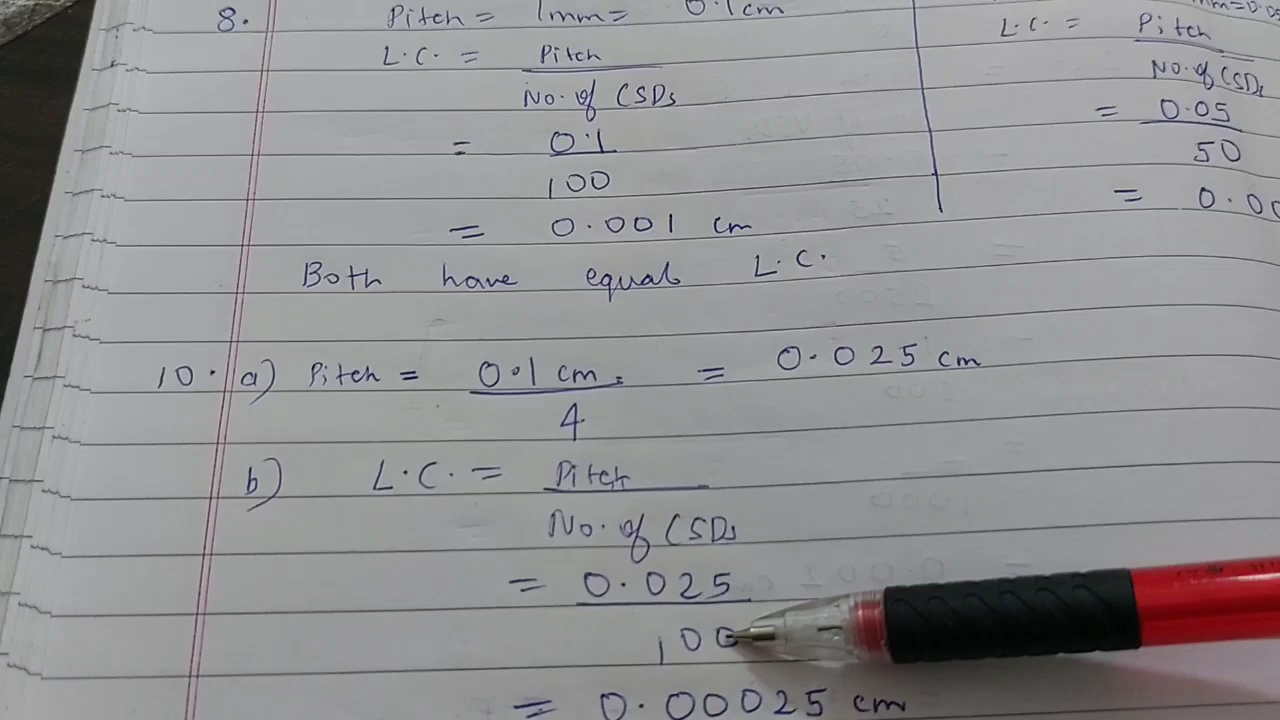 8. Pitch = 1mm = 0.1cm
L.C. = Pitch
No. of CSDs
= 0.1
100
= 0.001 cm
L.C. = Pitch
No. of CSDs
= 0.05
50
= 0.00
Both have equal L.C.
10. a) Pitch = 0.1 cm = 0.025 cm
4
b) L.C. = Pitch
No. of CSDs
= 0.025
100
= 0.00025 cm